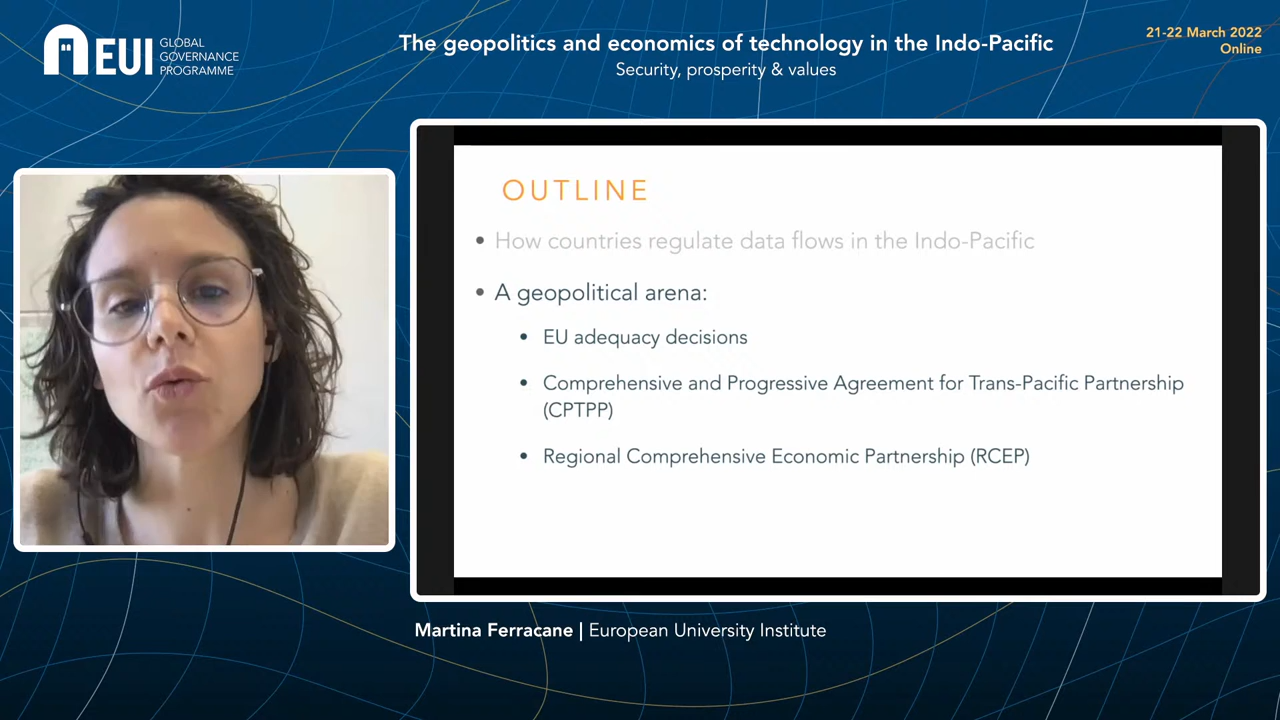 EUI
GLOBAL
GOVERNANCE
PROGRAMME
The geopolitics and economics of technology in the Indo-Pacific
Security, prosperity & values
21-22 March 2022
Online
OUTLINE
• How countries regulate data flows in the Indo-Pacific
• A geopolitical arena:
• EU adequacy decisions
• Comprehensive and Progressive Agreement for Trans-Pacific Partnership
(CPTPP)
• Regional Comprehensive Economic Partnership (RCEP)
Martina Ferracane | European University Institute